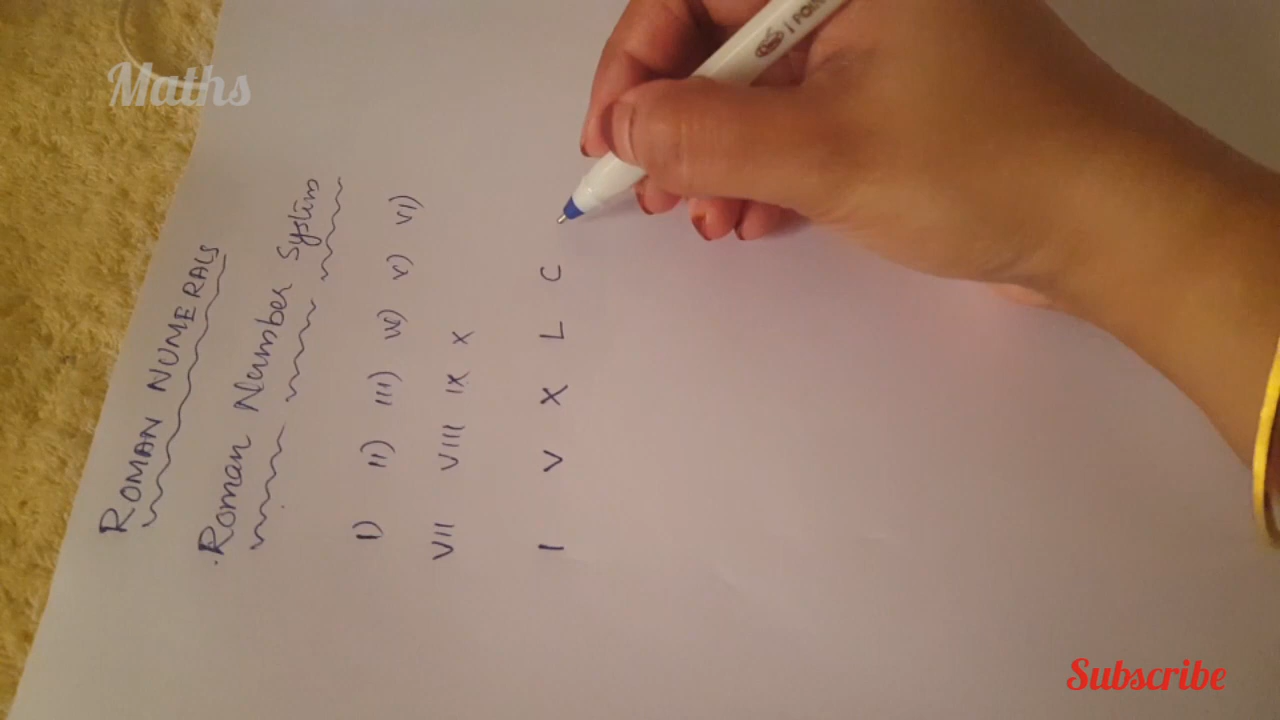 Maths
ROMAN NUMERALS
Roman Number System
I) II) III) IV) V) VI)
VII VIII IX X
I V X L C
Subscribe